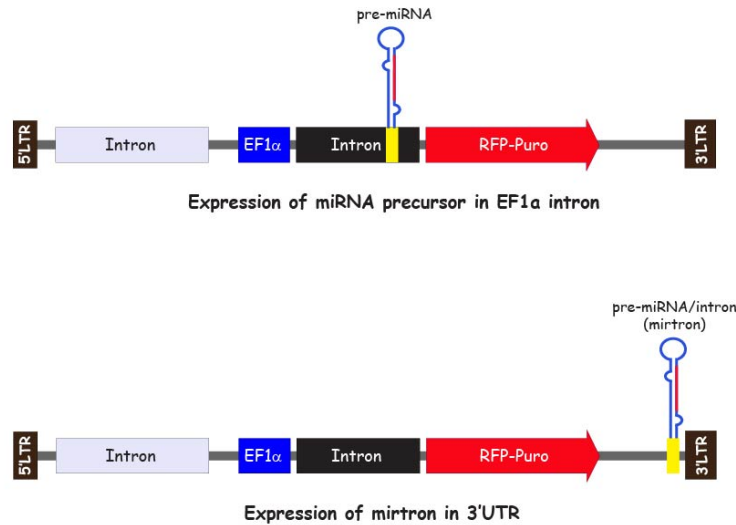 pre-miRNA
5'LTR Intron EF1α Intron RFP-Puro 3'LTR
Expression of miRNA precursor in EF1a intron
pre-miRNA/intron
(mirtron)
5'LTR Intron EF1α Intron RFP-Puro 3'LTR
Expression of mirtron in 3'UTR